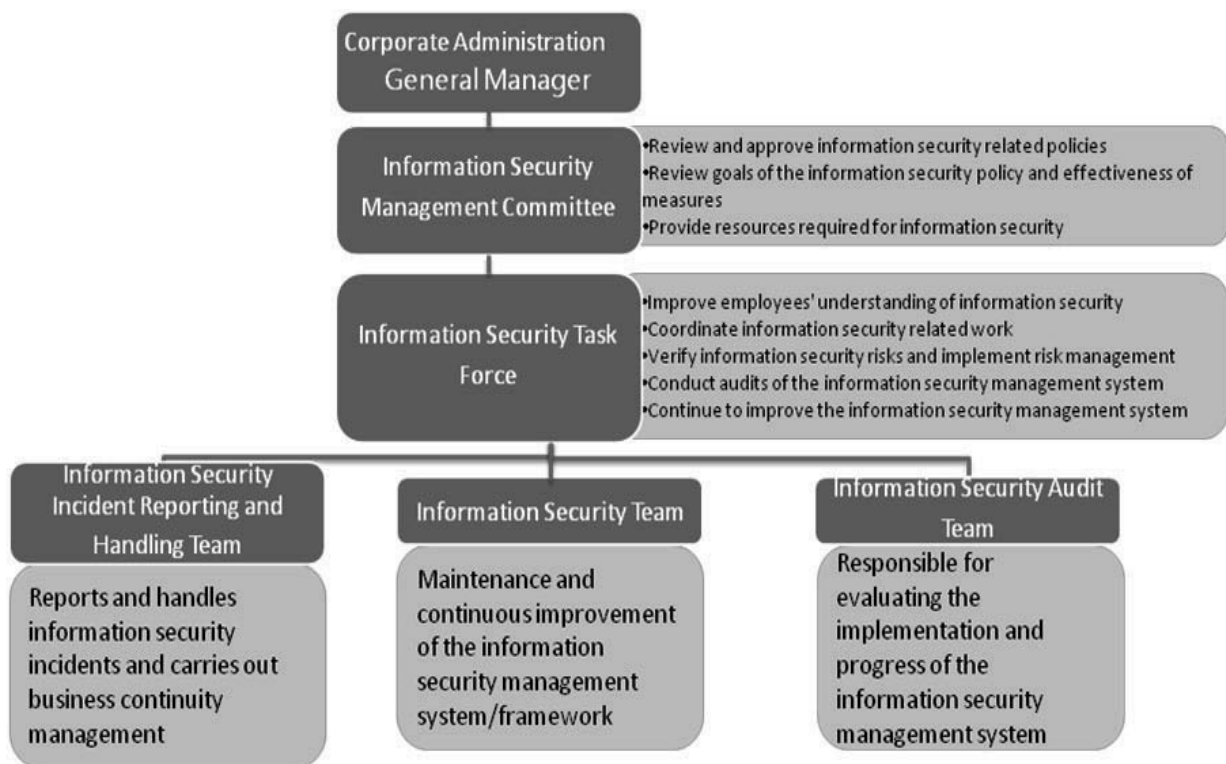 Corporate Administration
General Manager
Information Security
Management Committee
•Review and approve information security related policies
•Review goals of the information security policy and effectiveness of
measures
•Provide resources required for information security
Information Security Task
Force
•Improve employees' understanding of information security
•Coordinate information security related work
•Verify information security risks and implement risk management
•Conduct audits of the information security management system
•Continue to improve the information security management system
Information Security
Incident Reporting and
Handling Team
Reports and handles
information security
incidents and carries out
business continuity
management
Information Security Team
Maintenance and
continuous improvement
of the information
security management
system/framework
Information Security Audit
Team
Responsible for
evaluating the
implementation and
progress of the
information security
management system